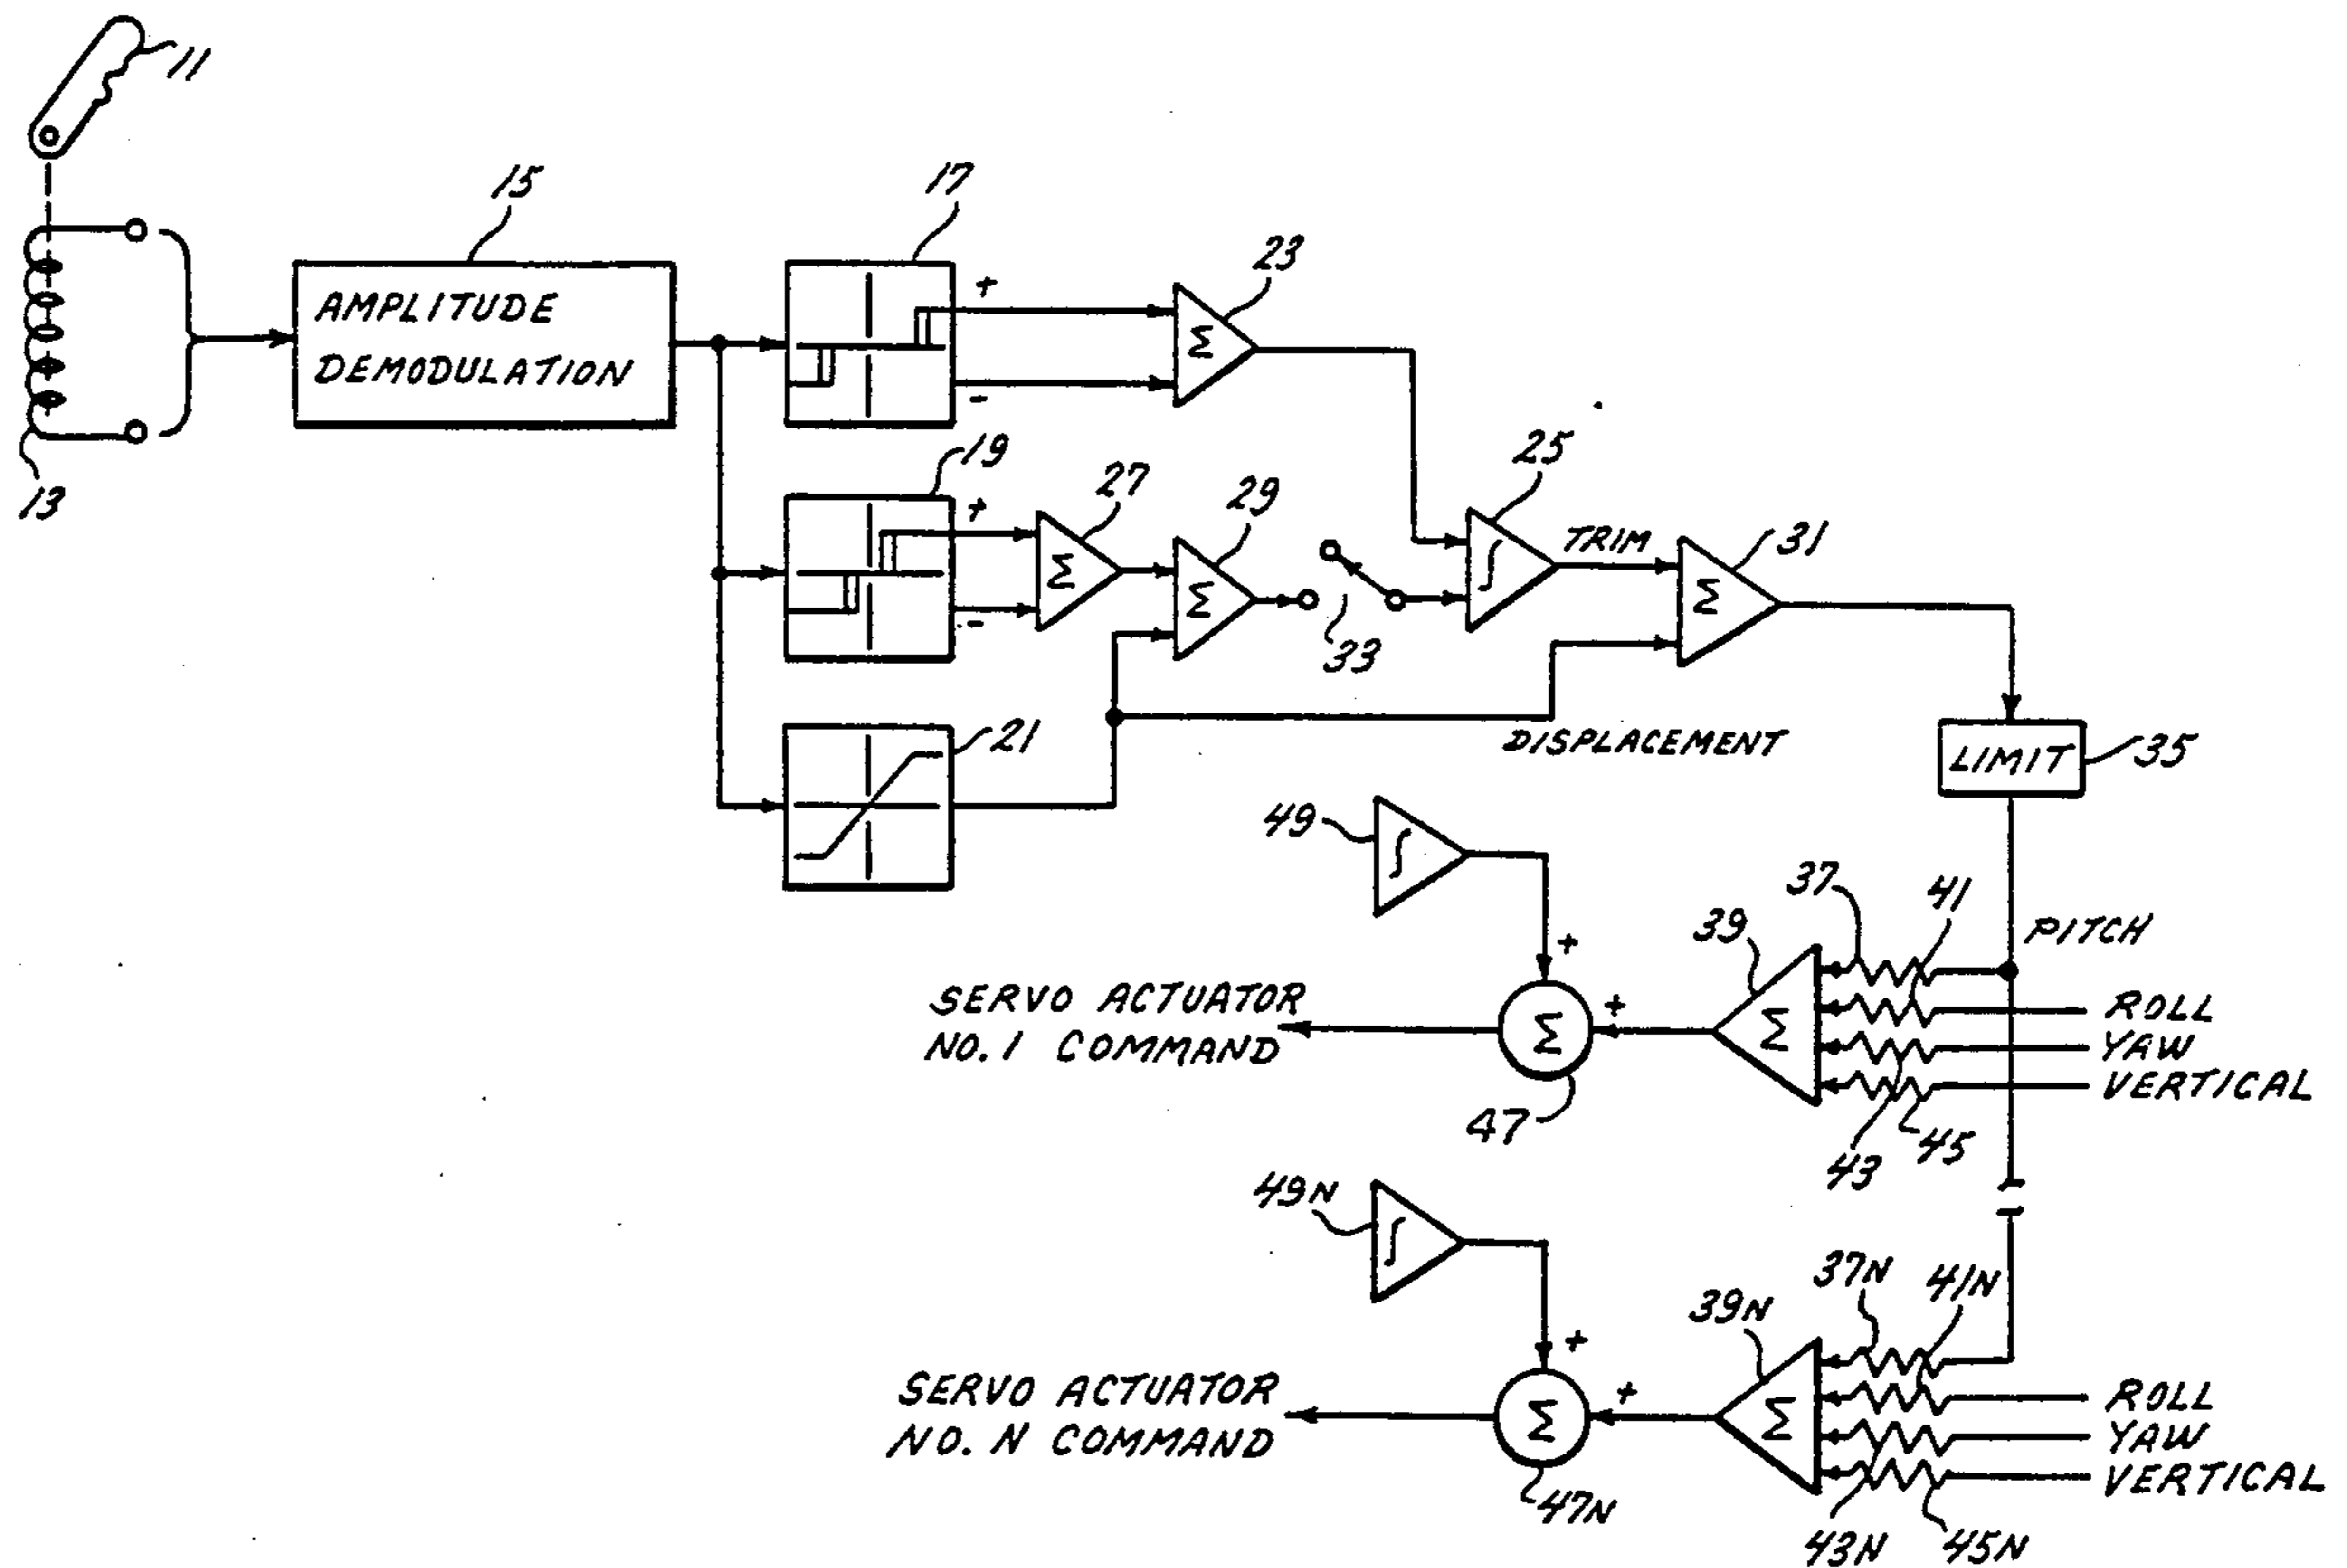 11
15
17
23
AMPLITUDE
DEMODULATION
+
Σ
-
13
19
27
29
25
+
Σ
Σ
-
33
∫
TRIM
31
Σ
21
DISPLACEMENT
LIMIT
35
49
∫
37
41
39
PITCH
+
SERVO ACTUATOR
NO. 1 COMMAND
Σ
+
Σ
ROLL
YAW
VERTICAL
47
43
45
49N
∫
37N
41N
39N
+
SERVO ACTUATOR
NO. N COMMAND
Σ
+
Σ
ROLL
YAW
VERTICAL
47N
43N
45N